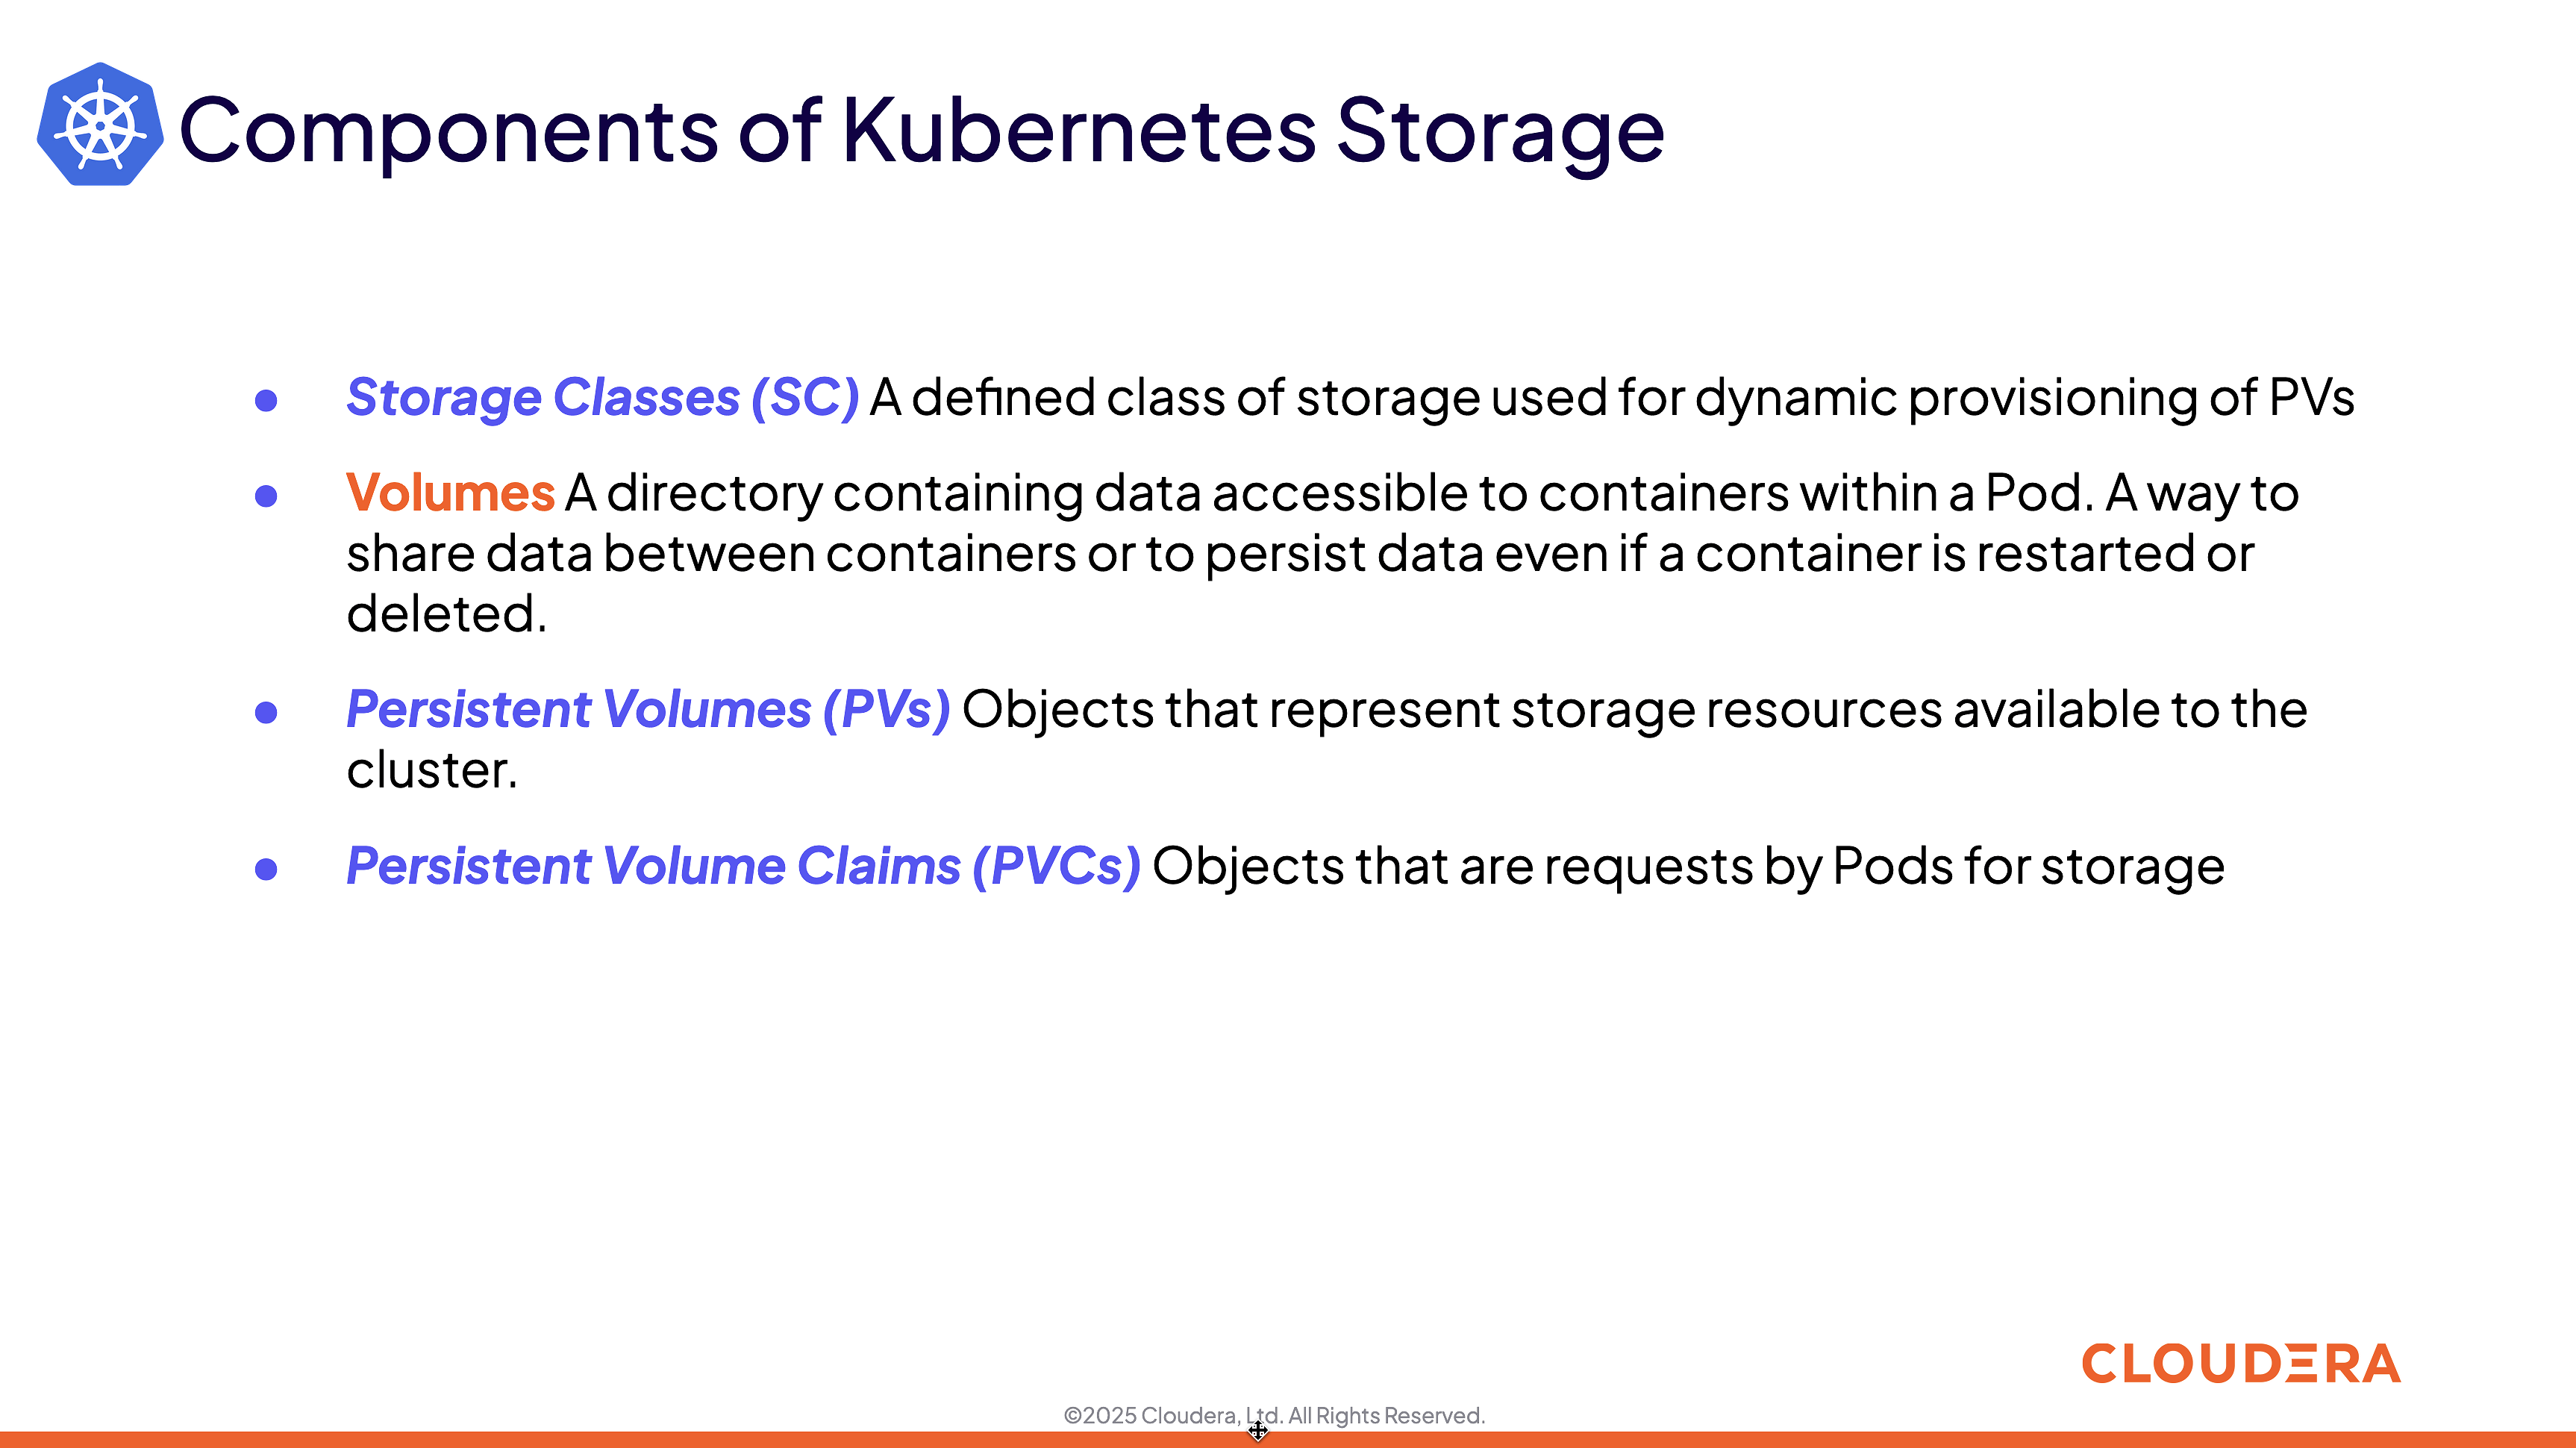 Components of Kubernetes Storage
● Storage Classes (SC) A defined class of storage used for dynamic provisioning of PVs
● Volumes A directory containing data accessible to containers within a Pod. A way to
share data between containers or to persist data even if a container is restarted or
deleted.
● Persistent Volumes (PVs) Objects that represent storage resources available to the
cluster.
● Persistent Volume Claims (PVCs) Objects that are requests by Pods for storage
CLOUDERA
©2025 Cloudera, Ltd. All Rights Reserved.